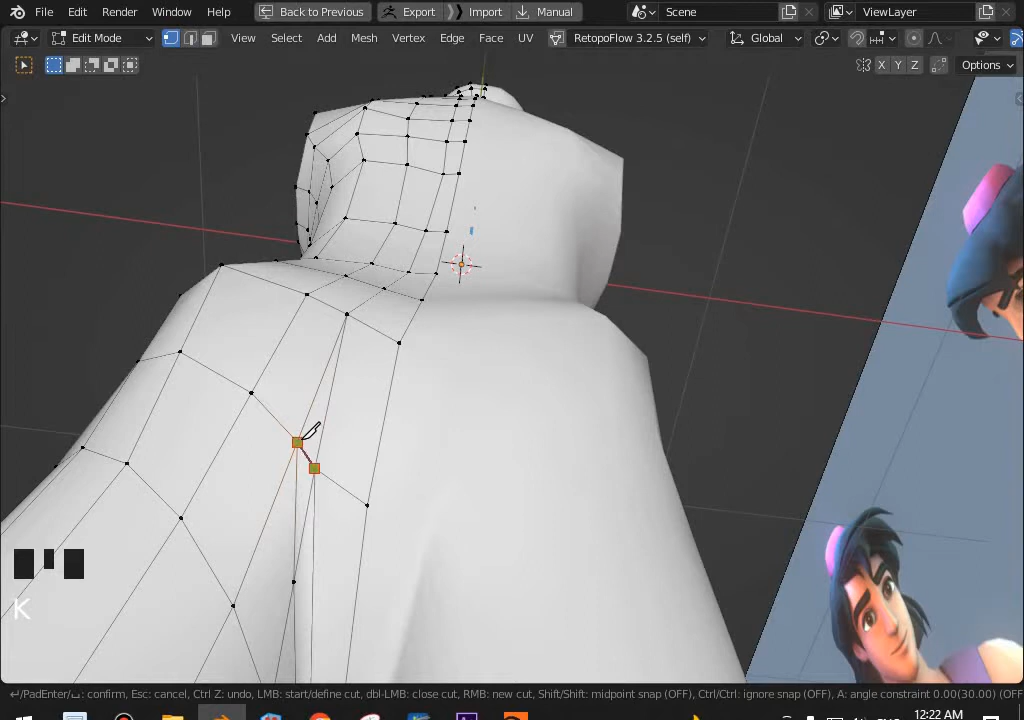 File Edit Render Window Help Back to Previous Export Import Manual Scene ViewLayer
Edit Mode View Select Add Mesh Vertex Edge Face UV RetopoFlow 3.2.5 (self) Global
X Y Z Options
K
: confirm, Esc: cancel, Ctrl Z: undo, LMB: start/define cut, dbl-LMB: close cut, RMB: new cut, Shift/Shift: midpoint snap (OFF), Ctrl/Ctrl: ignore snap (OFF), A: angle constraint 0.00(30.00) (OFF
12:22 AM